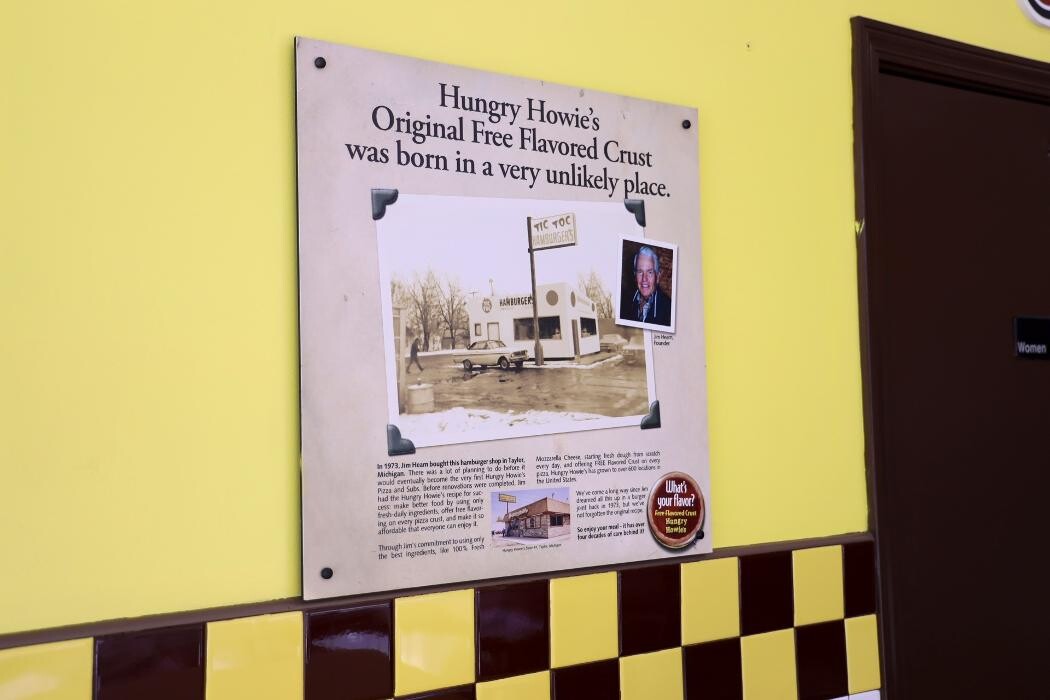 Hungry Howie's
Original Free Flavored Crust
was born in a very unlikely place.
TIC TOC
HAMBURGER'S
HAMBURGER
Jim Hearn,
Founder
Women
In 1973, Jim Hearn bought this hamburger shop in Taylor,
Michigan. There was a lot of planning to do before it
would eventually become the very first Hungry Howie's
Pizza and Subs. Before renovations were completed, Jim
had the Hungry Howie's recipe for suc-
cess: make better food by using only
fresh-daily ingredients, offer free flavor-
ing on every pizza crust, and make it so
affordable that everyone can enjoy it.
Through Jim's commitment to using only
the best ingredients, like 100% Fresh
Mozzarella Cheese, starting fresh dough from scratch
every day, and offering FREE Flavored Crust on every
pizza, Hungry Howie's has grown to over 600 locations in
the United States.
We've come a long way since Jim
dreamed all this up in a burger
joint back in 1973, but we've
not forgotten the original recipe.
So enjoy your meal - it has over
four decades of care behind it!
Hungry Howie's Store #1, Taylor, Michigan
What's
your flavor?
Free Flavored Crust
Hungry
Howie's